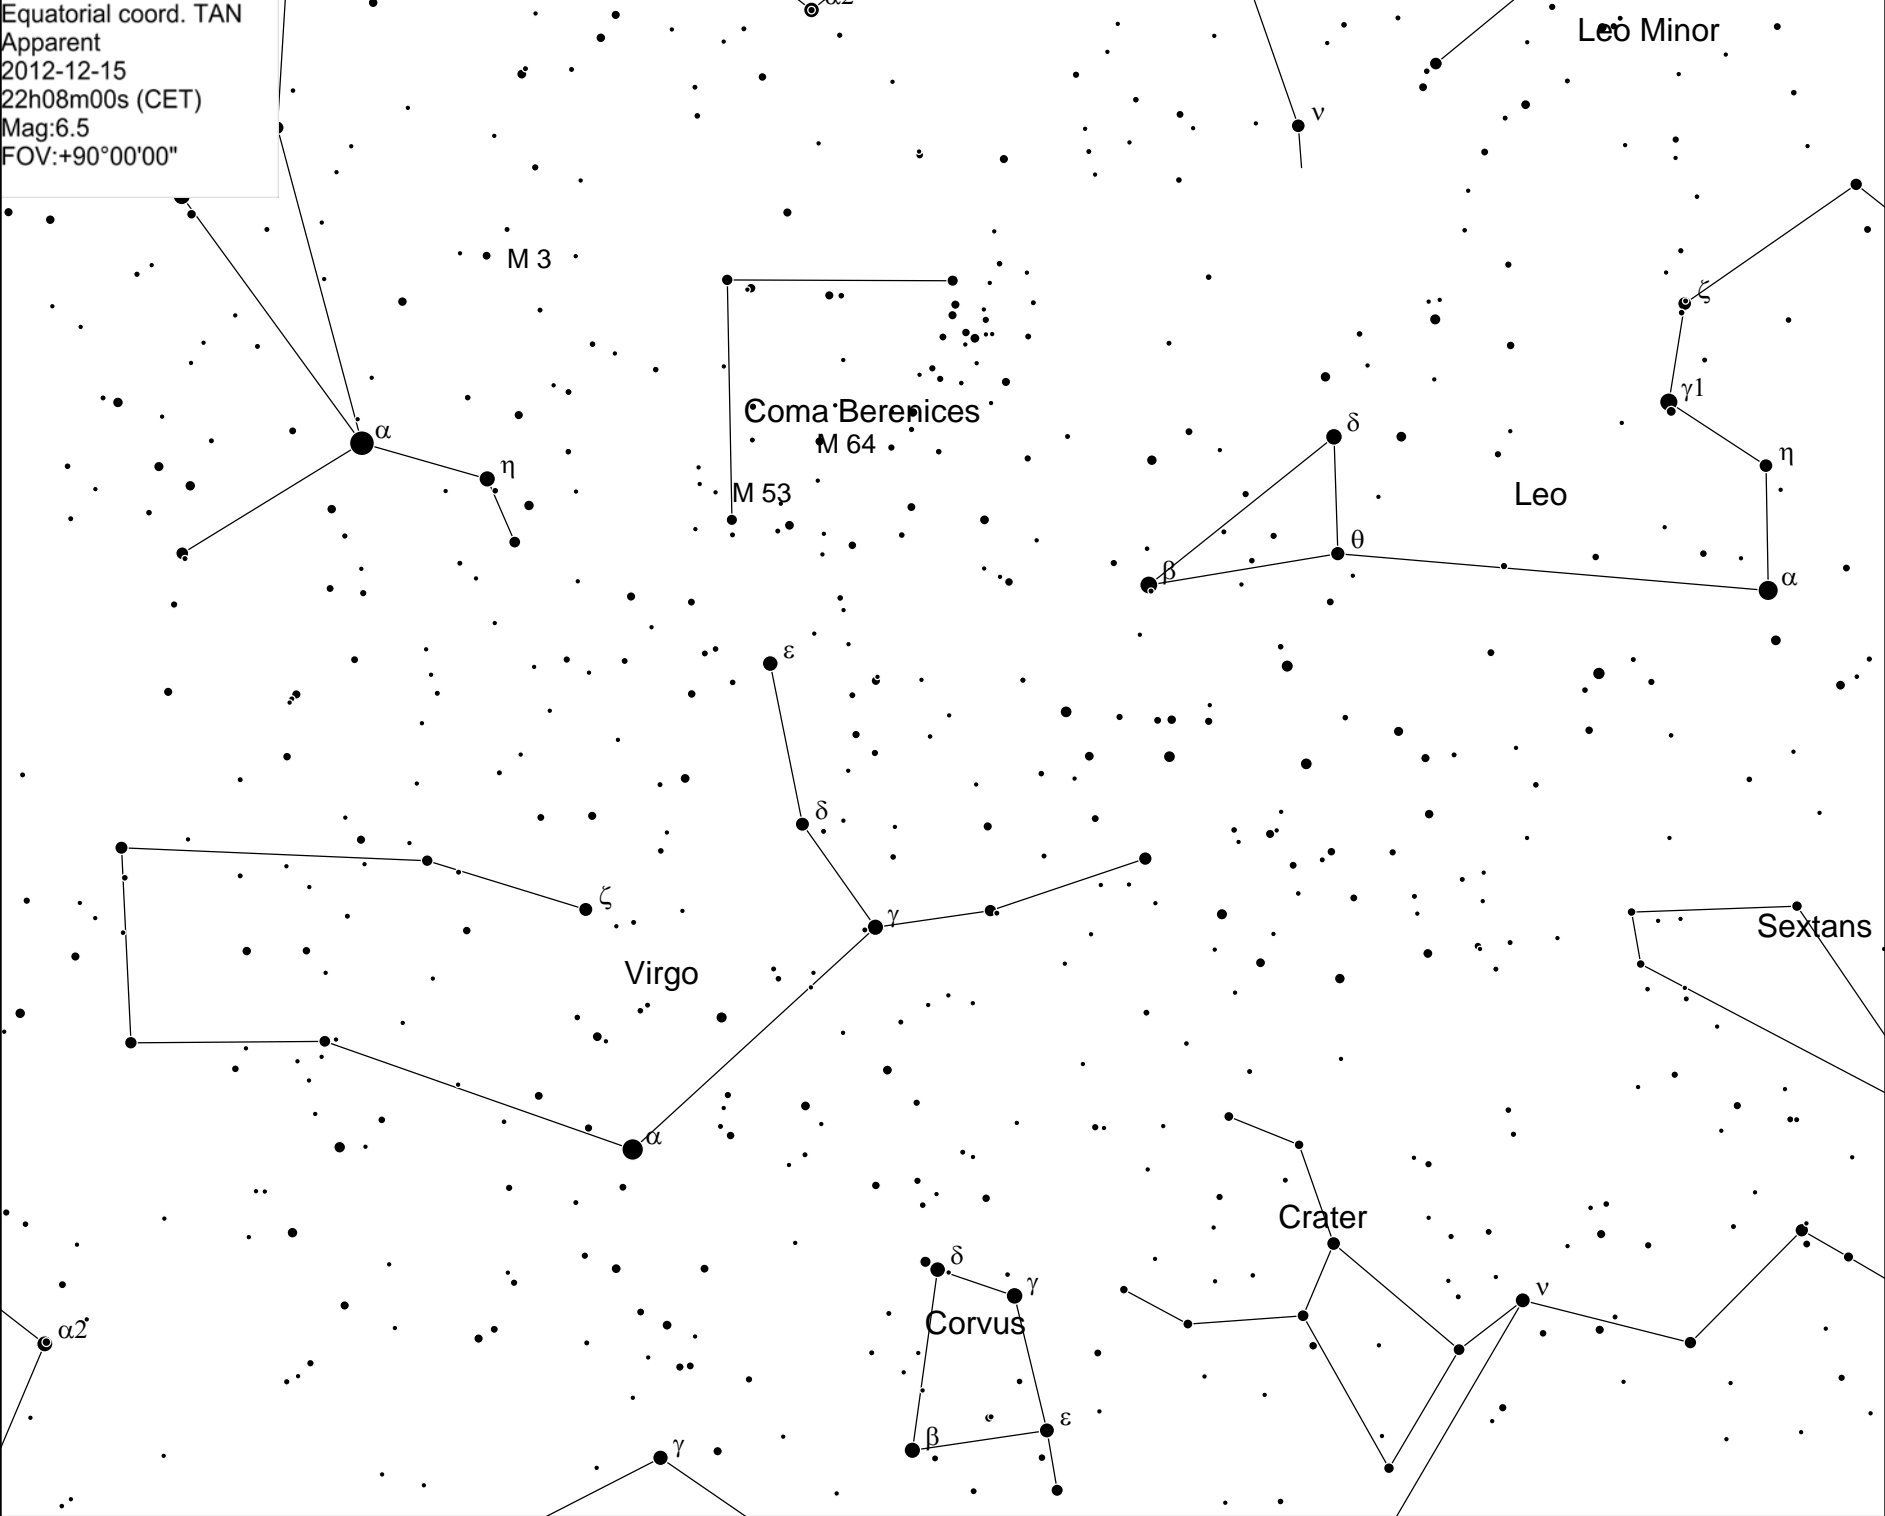 Equatorial coord. TAN
Apparent
2012-12-15
22h08m00s (CET)
Mag:6.5
FOV:+90°00'00"
α2
Leo Minor
ν
M 3
ζ
γ1
Coma Berenices
δ
α
M 64
η
η
M 53
Leo
θ
β
α
ε
δ
ζ
γ
Sextans
Virgo
α
Crater
δ
γ
ν
Corvus
α2
ε
β
γ